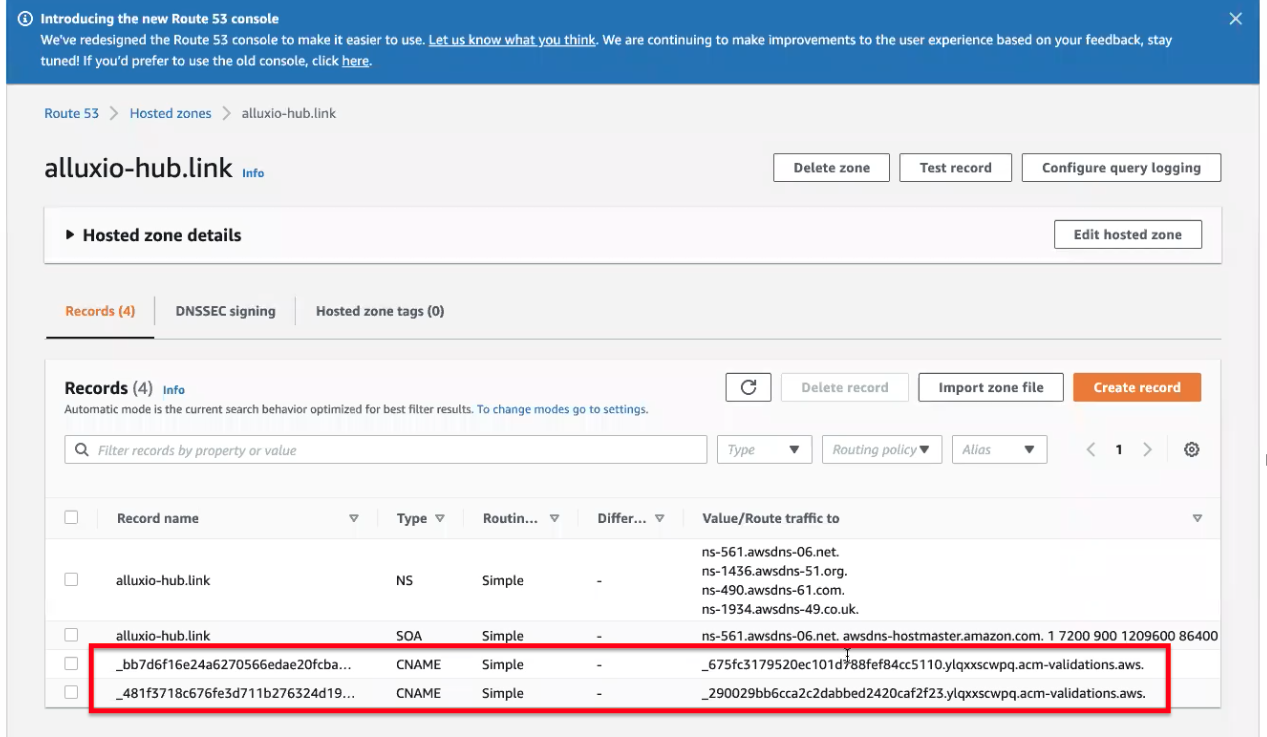 Introducing the new Route 53 console
We've redesigned the Route 53 console to make it easier to use. Let us know what you think. We are continuing to make improvements to the user experience based on your feedback, stay
tuned! If you'd prefer to use the old console, click here.
Route 53 > Hosted zones > alluxio-hub.link
alluxio-hub.link Info
Delete zone Test record Configure query logging
Hosted zone details Edit hosted zone
Records (4) DNSSEC signing Hosted zone tags (0)
Records (4) Info Delete record Import zone file Create record
Automatic mode is the current search behavior optimized for best filter results. To change modes go to settings.
Filter records by property or value Type Routing policy Alias < 1 >
Record name Type Routin... Differ... Value/Route traffic to
ns-561.awsdns-06.net.
ns-1436.awsdns-51.org.
alluxio-hub.link NS Simple -
ns-490.awsdns-61.com.
ns-1934.awsdns-49.co.uk.
alluxio-hub.link SOA Simple - ns-561.awsdns-06.net. awsdns-hostmaster.amazon.com. 1 7200 900 1209600 86400
_bb7d6f16e24a6270566edae20fcba... CNAME Simple - _675fc3179520ec101d788fef84cc5110.ylqxxscwpq.acm-validations.aws.
_481f3718c676fe3d711b276324d19... CNAME Simple - _290029bb6cca2c2dabbed2420caf2f23.ylqxxscwpq.acm-validations.aws.